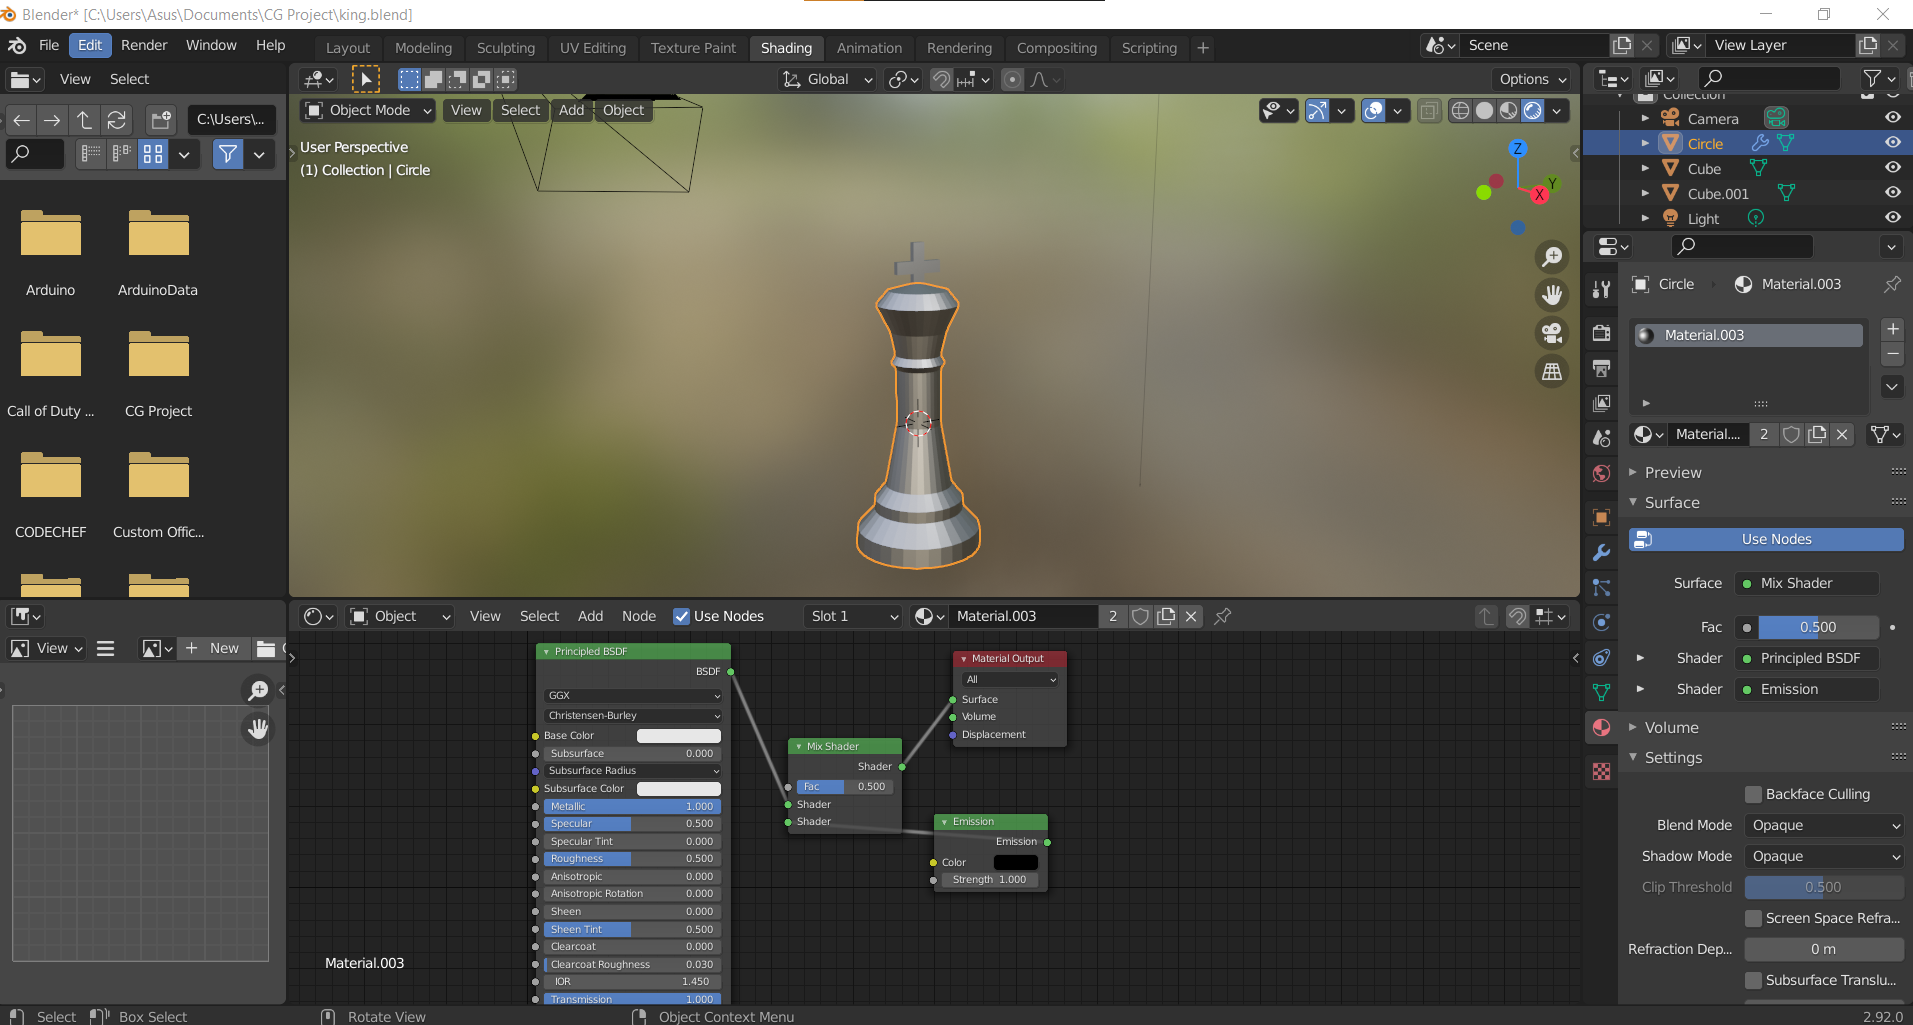 Blender* [C:\Users\Asus\Documents\CG Project\king.blend]
File Edit Render Window Help Layout Modeling Sculpting UV Editing Texture Paint Shading Animation Rendering Compositing Scripting + Scene View Layer
View Select Global Options
C:\Users\...
Object Mode View Select Add Object
User Perspective
(1) Collection | Circle
Z
Y
X
Arduino ArduinoData
Call of Duty ... CG Project
CODECHEF Custom Offic...
Collection
Camera
Circle
Cube
Cube.001
Light
Circle Material.003
Material.003
Material.... 2
Preview
Surface
Use Nodes
Surface Mix Shader
Fac 0.500
Shader Principled BSDF
Shader Emission
Volume
Settings
Backface Culling
Blend Mode Opaque
Shadow Mode Opaque
Clip Threshold 0.500
Screen Space Refra...
Refraction Dep... 0 m
Subsurface Translu...
View New
Object View Select Add Node Use Nodes Slot 1 Material.003 2
Principled BSDF
BSDF
GGX
Christensen-Burley
Base Color
Subsurface 0.000
Subsurface Radius
Subsurface Color
Metallic 1.000
Specular 0.500
Specular Tint 0.000
Roughness 0.500
Anisotropic 0.000
Anisotropic Rotation 0.000
Sheen 0.000
Sheen Tint 0.500
Clearcoat 0.000
Clearcoat Roughness 0.030
IOR 1.450
Transmission 1.000
Mix Shader
Shader
Fac 0.500
Shader
Shader
Material Output
All
Surface
Volume
Displacement
Emission
Emission
Color
Strength 1.000
Material.003
Select Box Select Rotate View Object Context Menu 2.92.0